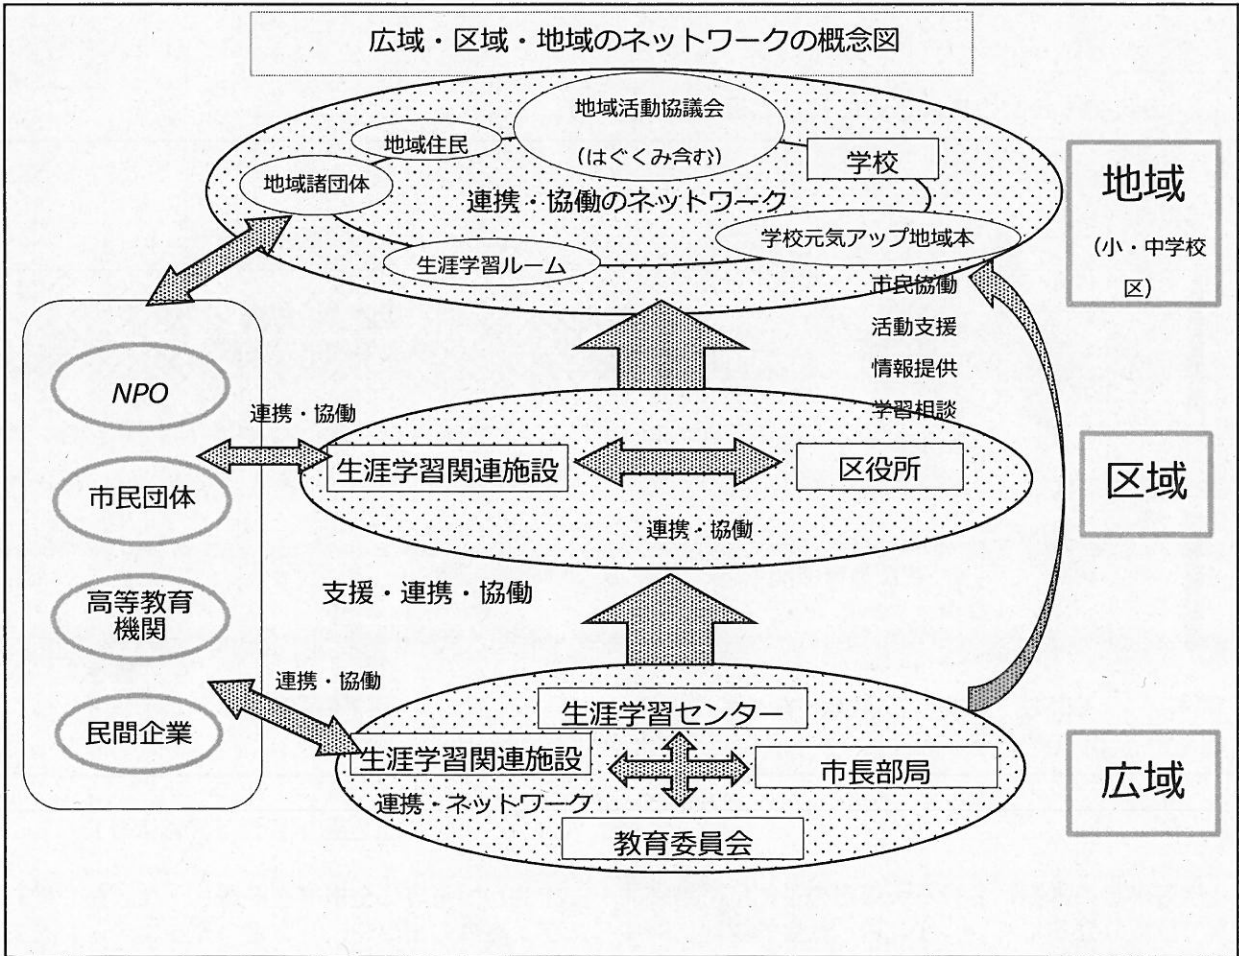 広域・区域・地域のネットワークの概念図
地域活動協議会
(はぐくみ含む)
地域住民
学校
地域諸団体
連携・協働のネットワーク
学校元気アップ地域本
生涯学習ルーム
地域
(小・中学校
区)
市民協働
活動支援
情報提供
学習相談
NPO
連携・協働
生涯学習関連施設
区役所
区域
市民団体
連携・協働
支援・連携・協働
高等教育
機関
連携・協働
生涯学習センター
民間企業
生涯学習関連施設
市長部局
広域
連携・ネットワーク
教育委員会